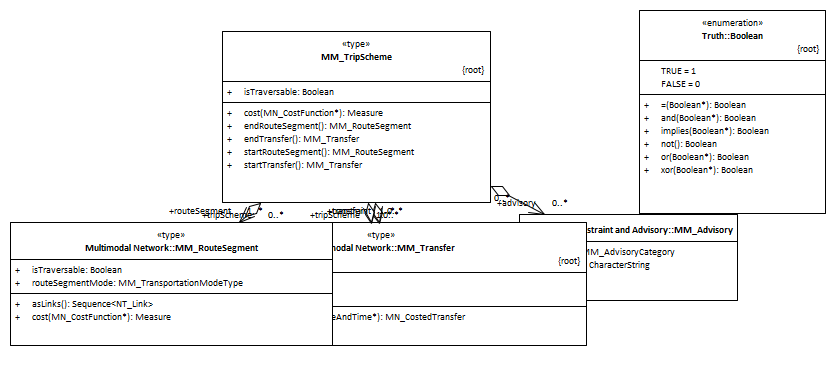 «type»
MM_TripScheme
{root}
+ isTraversable: Boolean
+ cost(MN_CostFunction*): Measure
+ endRouteSegment(): MM_RouteSegment
+ endTransfer(): MM_Transfer
+ startRouteSegment(): MM_RouteSegment
+ startTransfer(): MM_Transfer
«enumeration»
Truth::Boolean
{root}
TRUE = 1
FALSE = 0
+ =(Boolean*): Boolean
+ and(Boolean*): Boolean
+ implies(Boolean*): Boolean
+ not(): Boolean
+ or(Boolean*): Boolean
+ xor(Boolean*): Boolean
+routeSegment
+tripScheme 0..*
+tripScheme
0..*
+advisory 0..*
«type»
Multimodal Network::MM_RouteSegment
+ isTraversable: Boolean
+ routeSegmentMode: MM_TransportationModeType
+ asLinks(): Sequence<NT_Link>
+ cost(MN_CostFunction*): Measure
«type»
modal Network::MM_Transfer
{root}
eAndTime*): MN_CostedTransfer
straint and Advisory::MM_Advisory
MM_AdvisoryCategory
CharacterString